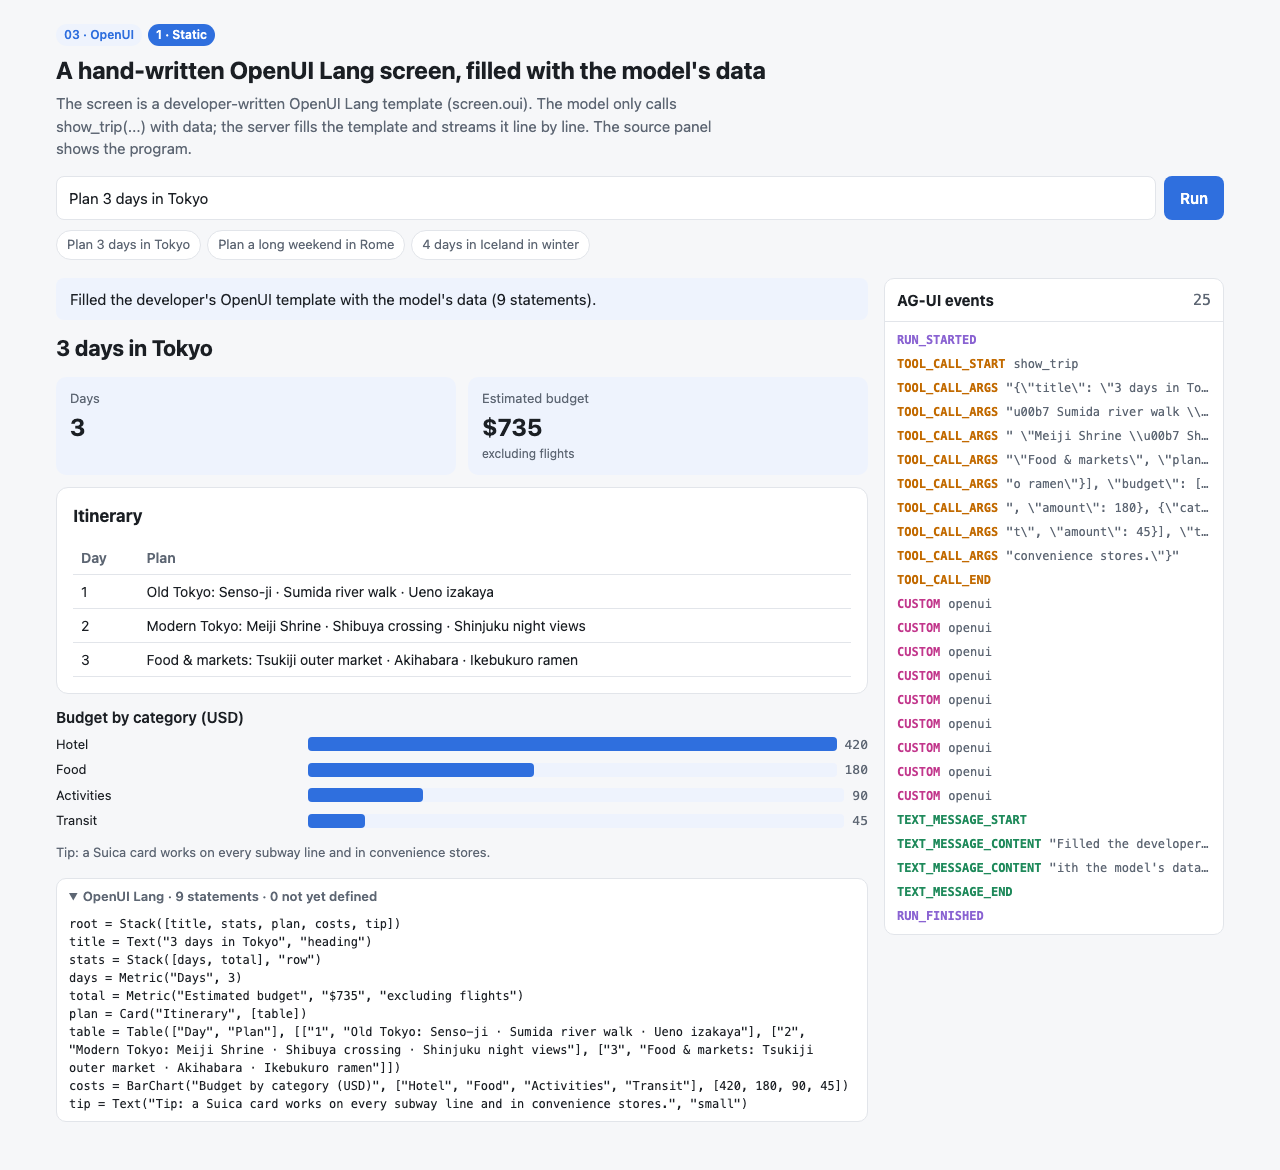 03 · OpenUI
1 · Static
A hand-written OpenUI Lang screen, filled with the model's data
The screen is a developer-written OpenUI Lang template (screen.oui). The model only calls
show_trip(...) with data; the server fills the template and streams it line by line. The source panel
shows the program.
Plan 3 days in Tokyo
Run
Plan 3 days in Tokyo
Plan a long weekend in Rome
4 days in Iceland in winter
Filled the developer's OpenUI template with the model's data (9 statements).
3 days in Tokyo
Days
3
Estimated budget
$735
excluding flights
Itinerary
Day Plan
1 Old Tokyo: Senso-ji · Sumida river walk · Ueno izakaya
2 Modern Tokyo: Meiji Shrine · Shibuya crossing · Shinjuku night views
3 Food & markets: Tsukiji outer market · Akihabara · Ikebukuro ramen
Budget by category (USD)
Hotel 420
Food 180
Activities 90
Transit 45
Tip: a Suica card works on every subway line and in convenience stores.
▼ OpenUI Lang · 9 statements · 0 not yet defined
root = Stack([title, stats, plan, costs, tip])
title = Text("3 days in Tokyo", "heading")
stats = Stack([days, total], "row")
days = Metric("Days", 3)
total = Metric("Estimated budget", "$735", "excluding flights")
plan = Card("Itinerary", [table])
table = Table(["Day", "Plan"], [["1", "Old Tokyo: Senso-ji · Sumida river walk · Ueno izakaya"], ["2",
"Modern Tokyo: Meiji Shrine · Shibuya crossing · Shinjuku night views"], ["3", "Food & markets: Tsukiji
outer market · Akihabara · Ikebukuro ramen"]])
costs = BarChart("Budget by category (USD)", ["Hotel", "Food", "Activities", "Transit"], [420, 180, 90, 45])
tip = Text("Tip: a Suica card works on every subway line and in convenience stores.", "small")
AG-UI events 25
RUN_STARTED
TOOL_CALL_START show_trip
TOOL_CALL_ARGS "{\"title\": \"3 days in To…
TOOL_CALL_ARGS "u00b7 Sumida river walk \\…
TOOL_CALL_ARGS " \"Meiji Shrine \\u00b7 Sh…
TOOL_CALL_ARGS "\"Food & markets\", \"plan…
TOOL_CALL_ARGS "o ramen\"}], \"budget\": […
TOOL_CALL_ARGS ", \"amount\": 180}, {\"cat…
TOOL_CALL_ARGS "t\", \"amount\": 45}], \"t…
TOOL_CALL_ARGS "convenience stores.\"}"
TOOL_CALL_END
CUSTOM openui
CUSTOM openui
CUSTOM openui
CUSTOM openui
CUSTOM openui
CUSTOM openui
CUSTOM openui
CUSTOM openui
CUSTOM openui
TEXT_MESSAGE_START
TEXT_MESSAGE_CONTENT "Filled the developer…
TEXT_MESSAGE_CONTENT "ith the model's data…
TEXT_MESSAGE_END
RUN_FINISHED